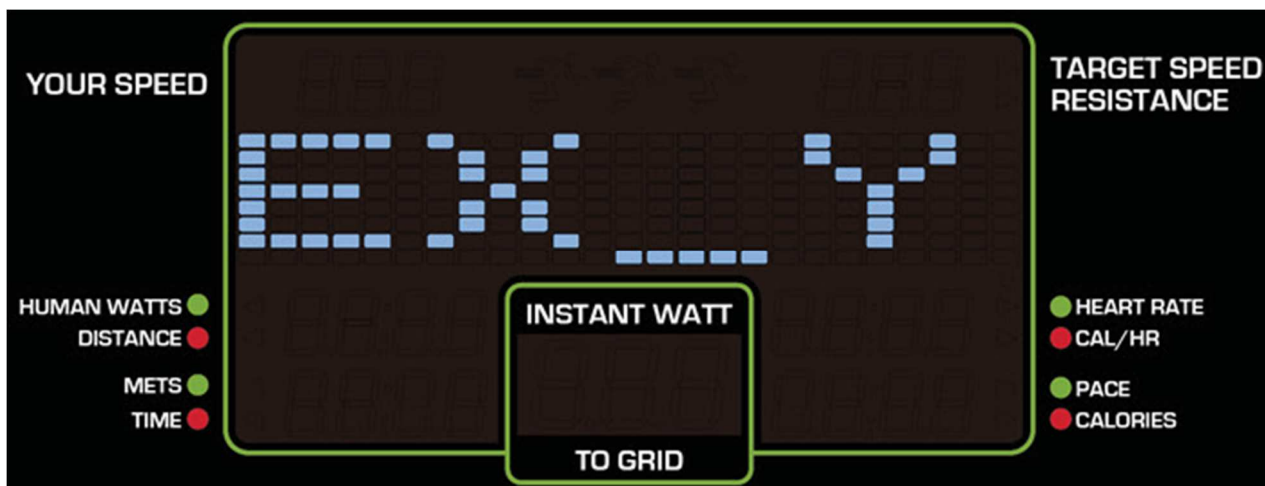 YOUR SPEED
TARGET SPEED
RESISTANCE
EX_Y
HUMAN WATTS
DISTANCE
METS
TIME
INSTANT WATT
TO GRID
HEART RATE
CAL/HR
PACE
CALORIES